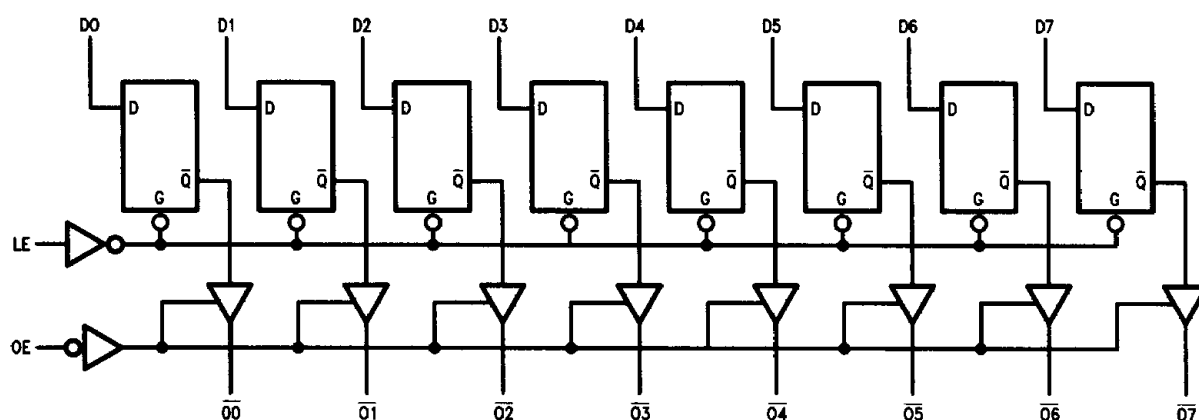 D0 D1 D2 D3 D4 D5 D6 D7
D D D D D D D D
Q̅ Q̅ Q̅ Q̅ Q̅ Q̅ Q̅ Q̅
G G G G G G G G
LE
OE
O̅0̅ O̅1̅ O̅2̅ O̅3̅ O̅4̅ O̅5̅ O̅6̅ O̅7̅